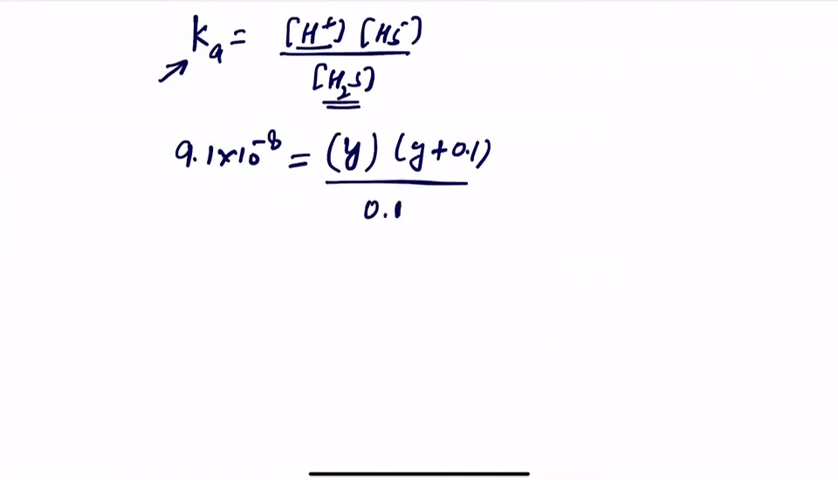 Ka = [H⁺] [HS⁻] / [H₂S]
9.1×10⁻⁸ = (y) (y+0.1) / 0.1